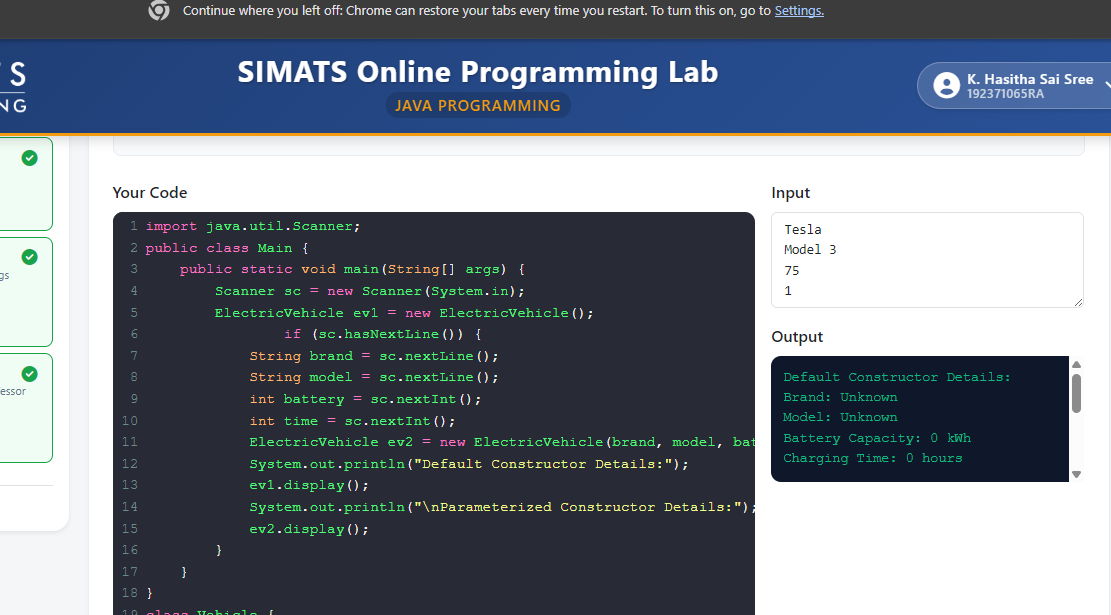 Continue where you left off: Chrome can restore your tabs every time you restart. To turn this on, go to Settings.
S
NG
SIMATS Online Programming Lab
JAVA PROGRAMMING
K. Hasitha Sai Sree
192371065RA
gs
essor
Your Code
1 import java.util.Scanner;
2 public class Main {
3     public static void main(String[] args) {
4         Scanner sc = new Scanner(System.in);
5         ElectricVehicle ev1 = new ElectricVehicle();
6                 if (sc.hasNextLine()) {
7             String brand = sc.nextLine();
8             String model = sc.nextLine();
9             int battery = sc.nextInt();
10             int time = sc.nextInt();
11             ElectricVehicle ev2 = new ElectricVehicle(brand, model, bat
12             System.out.println("Default Constructor Details:");
13             ev1.display();
14             System.out.println("\nParameterized Constructor Details:");
15             ev2.display();
16         }
17     }
18 }
19 class Vehicle {
Input
Tesla
Model 3
75
1
Output
Default Constructor Details:
Brand: Unknown
Model: Unknown
Battery Capacity: 0 kWh
Charging Time: 0 hours